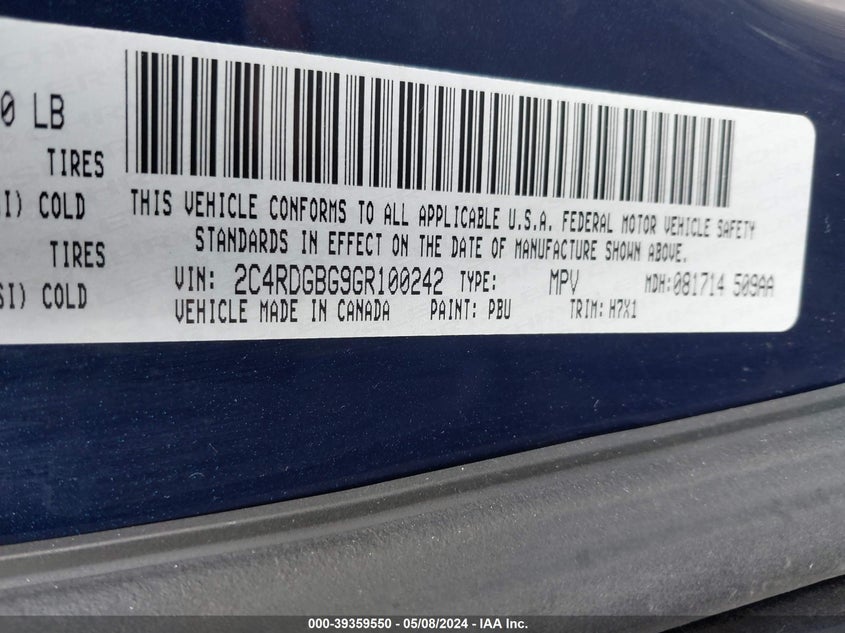 0 LB
TIRES
SI) COLD
TIRES
SI) COLD
THIS VEHICLE CONFORMS TO ALL APPLICABLE U.S.A. FEDERAL MOTOR VEHICLE SAFETY
STANDARDS IN EFFECT ON THE DATE OF MANUFACTURE SHOWN ABOVE.
VIN: 2C4RDGBG9GR100242 TYPE: MPV MDH:081714 509AA
VEHICLE MADE IN CANADA PAINT: PBU TRIM: H7X1
000-39359550 - 05/08/2024 - IAA Inc.